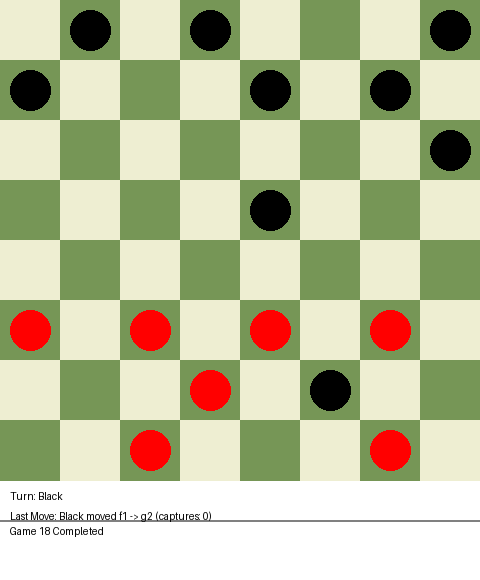 Turn: Black
Last Move: Black moved f1 -> g2 (captures: 0)
Game 18 Completed